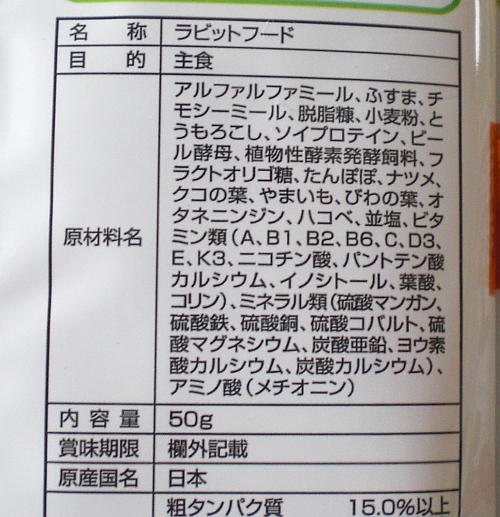 名称 ラビットフード
目的 主食
原材料名
アルファルファミール、ふすま、チ
モシーミール、脱脂糠、小麦粉、と
うもろこし、ソイプロテイン、ビー
ル酵母、植物性酵素発酵飼料、フ
ラクトオリゴ糖、たんぽぽ、ナツメ、
クコの葉、やまいも、びわの葉、オ
タネニンジン、ハコベ、並塩、ビタ
ミン類(A、B1、B2、B6、C、D3、
E、K3、ニコチン酸、パントテン酸
カルシウム、イノシトール、葉酸、
コリン)、ミネラル類(硫酸マンガン、
硫酸鉄、硫酸銅、硫酸コバルト、硫
酸マグネシウム、炭酸亜鉛、ヨウ素
酸カルシウム、炭酸カルシウム)、
アミノ酸(メチオニン)
内容量 50g
賞味期限 欄外記載
原産国名 日本
粗タンパク質 15.0%以上